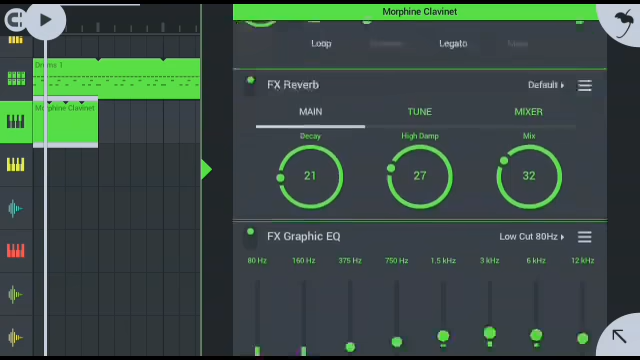 Morphine Clavinet
Loop Legato
Drums 1
FX Reverb Default
Morphine Clavinet
MAIN TUNE MIXER
Decay High Damp Mix
21 27 32
FX Graphic EQ Low Cut 80Hz
80 Hz 160 Hz 375 Hz 750 Hz 1.5 kHz 3 kHz 6 kHz 12 kHz